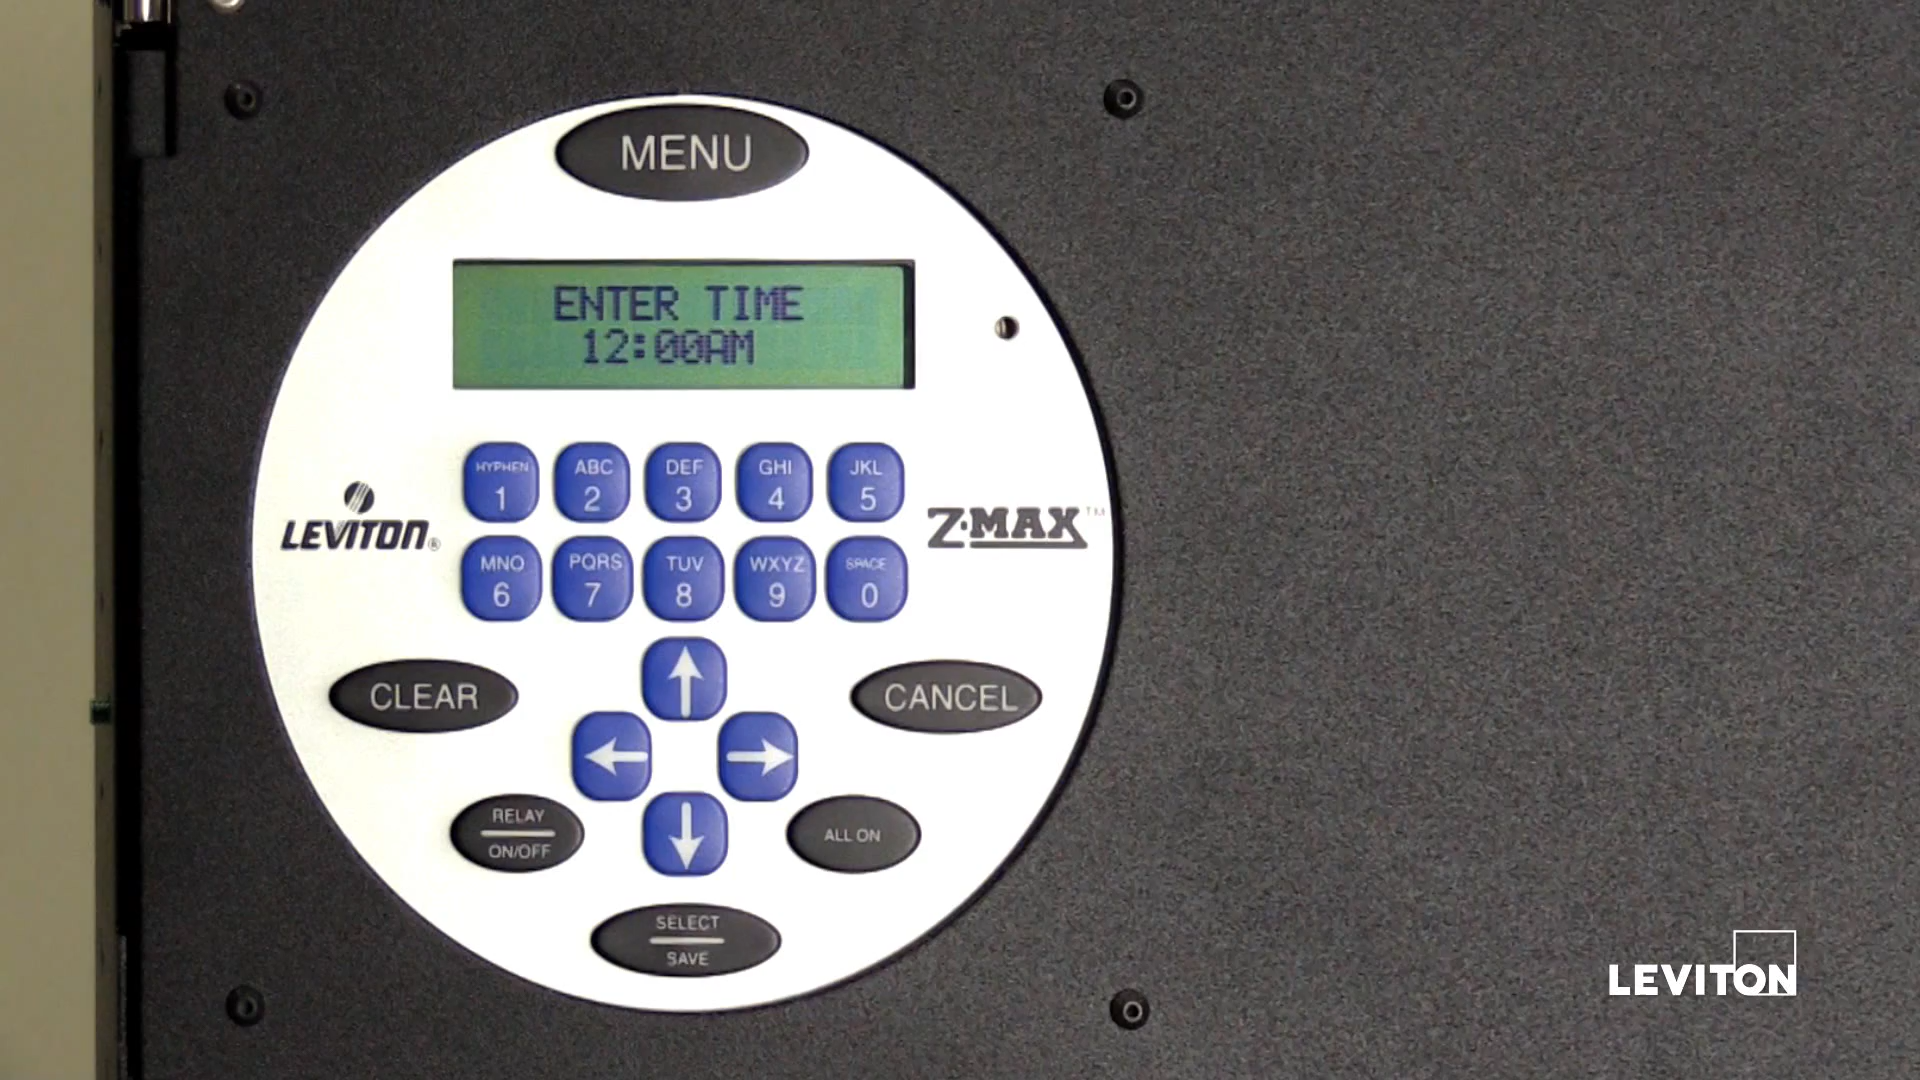 MENU
ENTER TIME
12:00AM
HYPHEN
1
ABC
2
DEF
3
GHI
4
JKL
5
LEVITON®
Z·MAX™
MNO
6
PQRS
7
TUV
8
WXYZ
9
SPACE
0
CLEAR
CANCEL
RELAY
ON/OFF
ALL ON
SELECT
SAVE
LEVITON